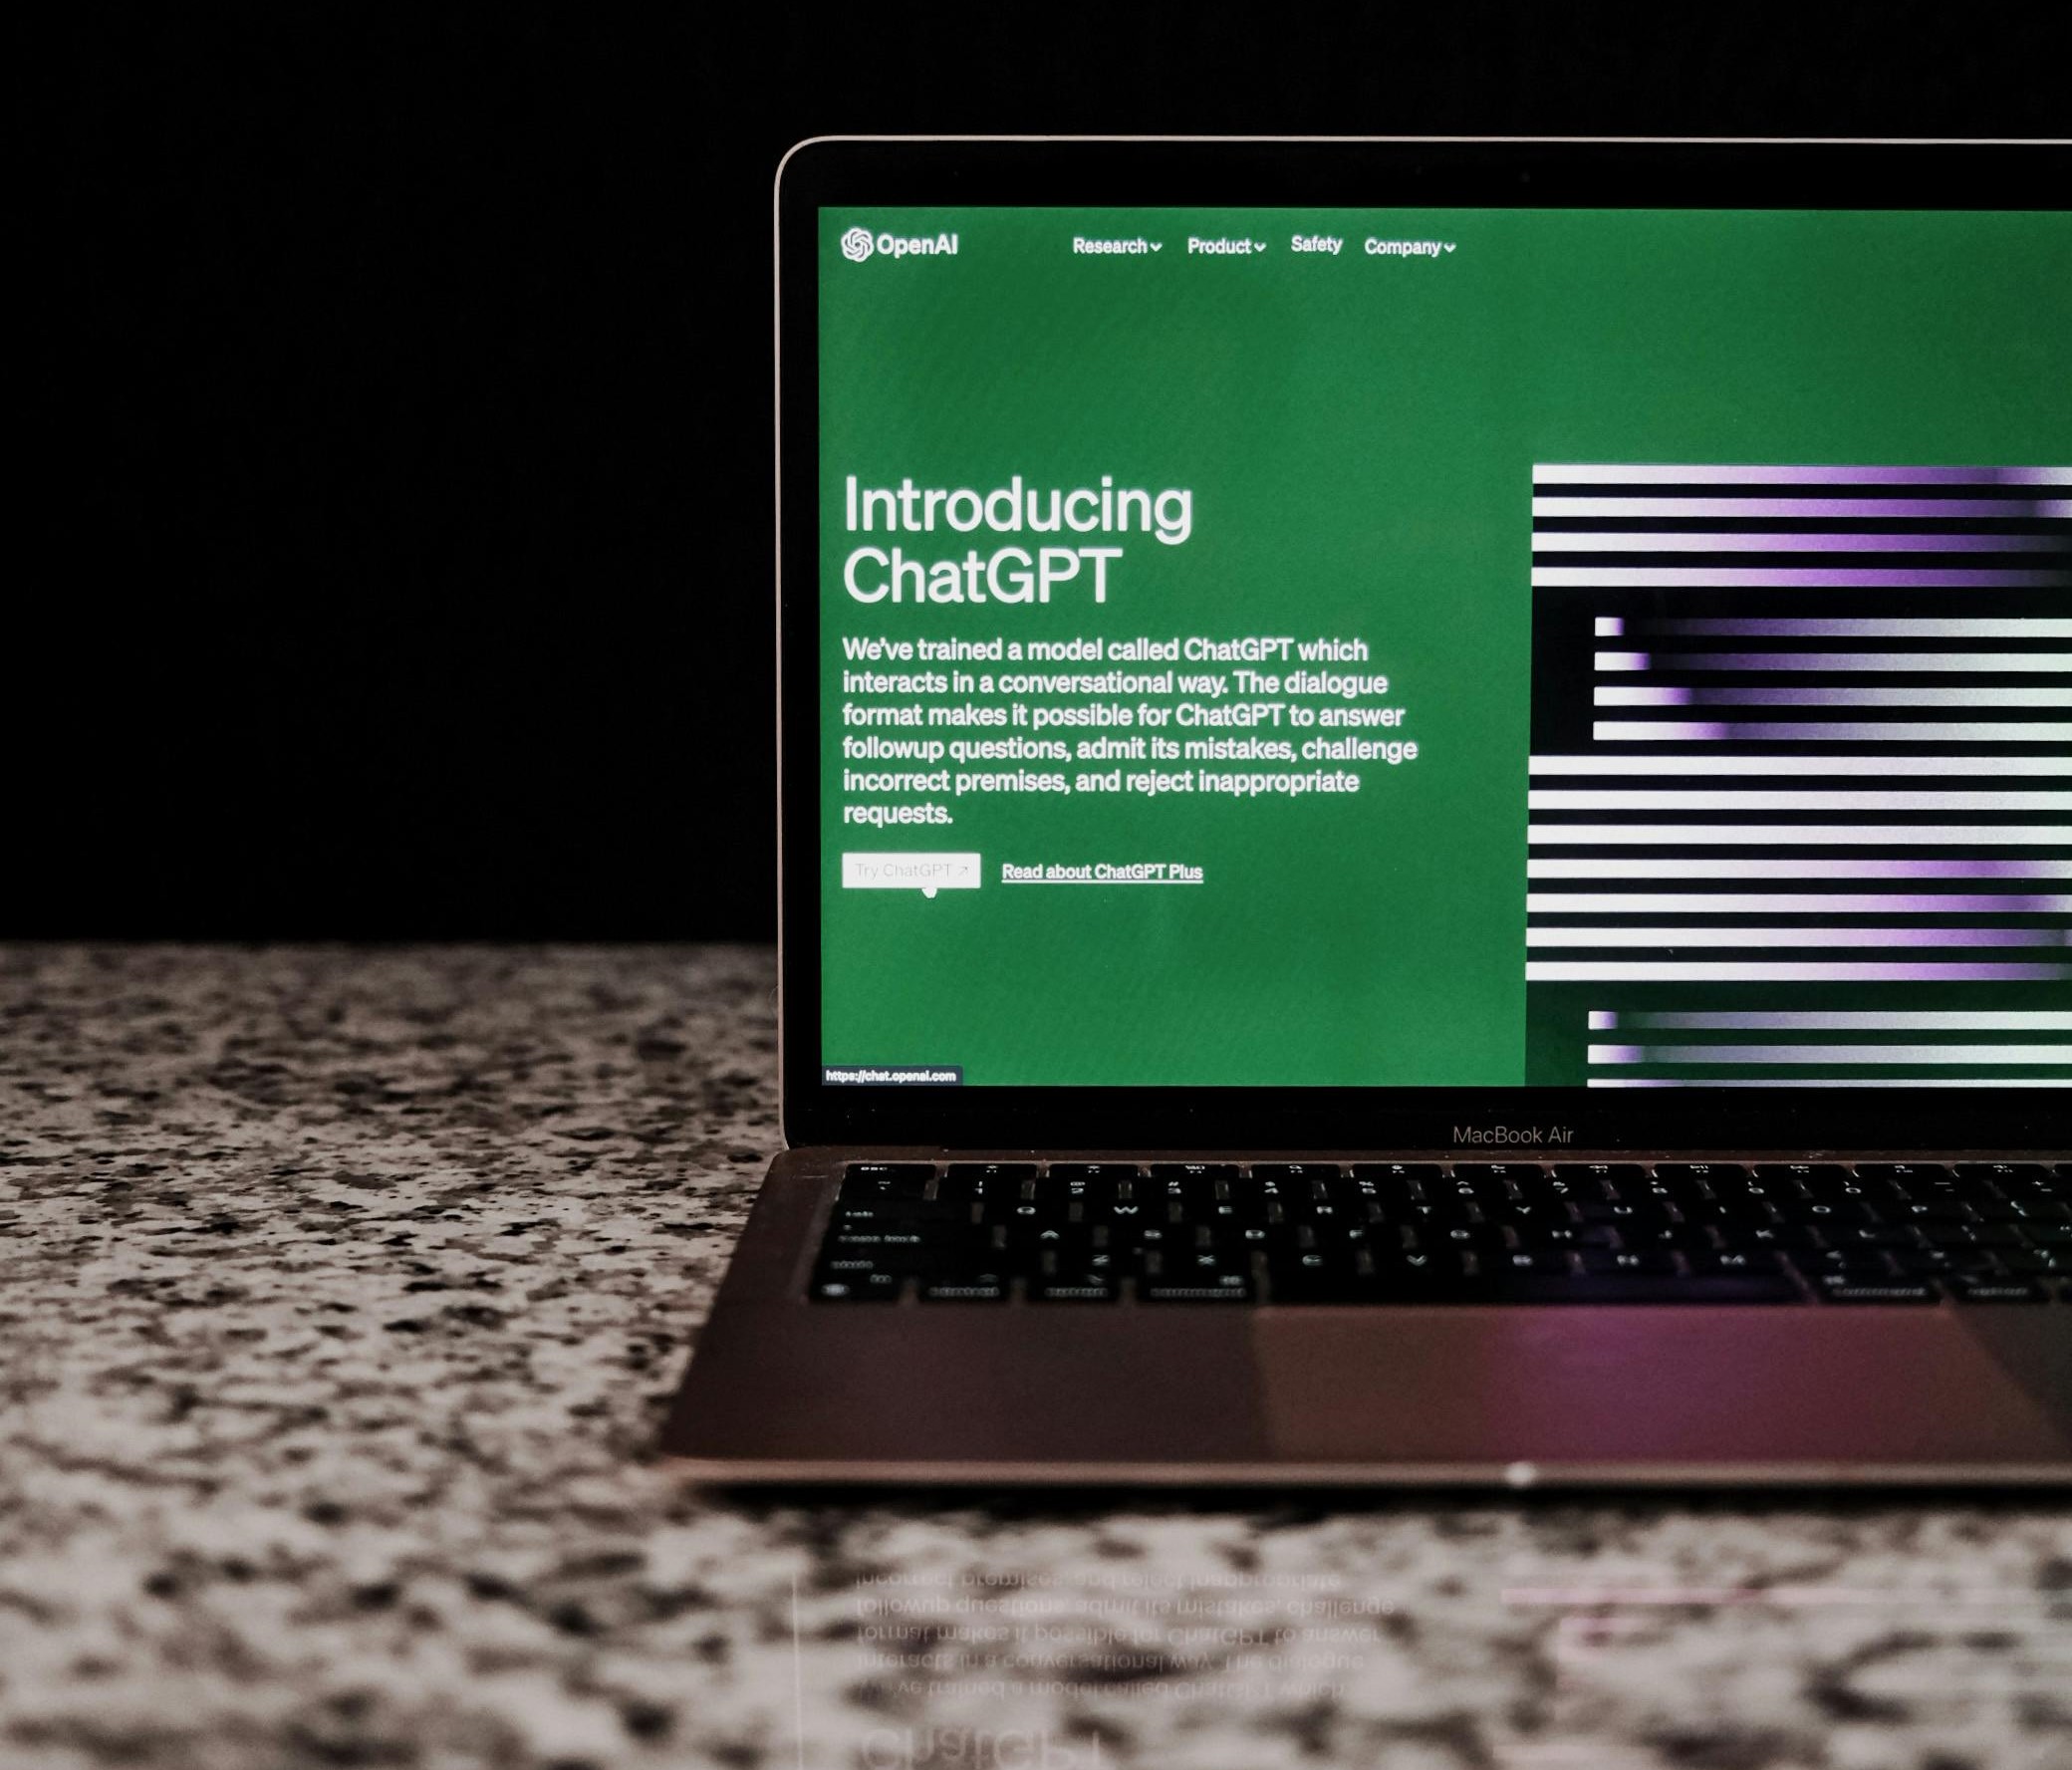 OpenAI Research Product Safety Company
Introducing
ChatGPT
We've trained a model called ChatGPT which
interacts in a conversational way. The dialogue
format makes it possible for ChatGPT to answer
followup questions, admit its mistakes, challenge
incorrect premises, and reject inappropriate
requests.
Try ChatGPT ↗ Read about ChatGPT Plus
https://chat.openai.com
MacBook Air
Q W E R T Y U I O P
A S D F G H J K L
Z X C V B N M